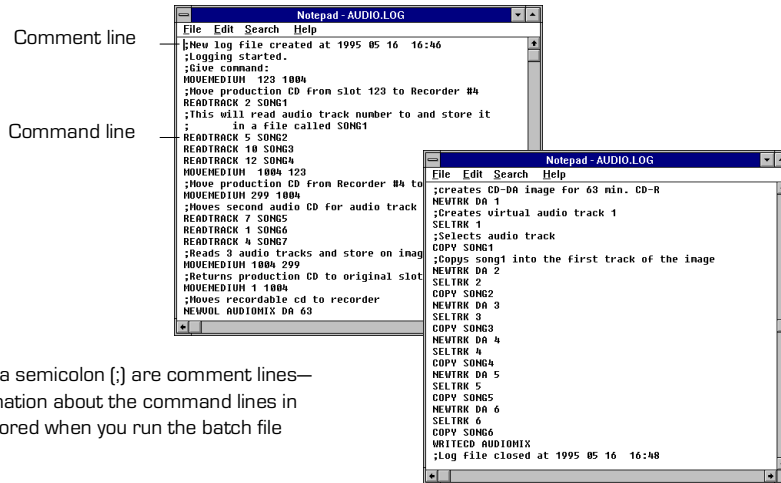 Comment line
Command line
Notepad - AUDIO.LOG
File Edit Search Help
;New log file created at 1995 05 16 16:46
;Logging started.
;Give command:
MOVEMEDIUM 123 1004
;Move production CD from slot 123 to Recorder #4
READTRACK 2 SONG1
;This will read audio track number to and store it
; in a file called SONG1
READTRACK 5 SONG2
READTRACK 10 SONG3
READTRACK 12 SONG4
MOVEMEDIUM 1004 123
;Move production CD from Recorder #4 to
MOVEMEDIUM 299 1004
;Moves second audio CD for audio track
READTRACK 7 SONG5
READTRACK 1 SONG6
READTRACK 4 SONG7
;Reads 3 audio tracks and store on imag
MOVEMEDIUM 1004 299
;Returns production CD to original slot
MOVEMEDIUM 1 1004
;Moves recordable cd to recorder
NEWVOL AUDIOMIX DA 63
Notepad - AUDIO.LOG
File Edit Search Help
;creates CD-DA image for 63 min. CD-R
NEWTRK DA 1
;Creates virtual audio track 1
SELTRK 1
;Selects audio track
COPY SONG1
;Copys song1 into the first track of the image
NEWTRK DA 2
SELTRK 2
COPY SONG2
NEWTRK DA 3
SELTRK 3
COPY SONG3
NEWTRK DA 4
SELTRK 4
COPY SONG4
NEWTRK DA 5
SELTRK 5
COPY SONG5
NEWTRK DA 6
SELTRK 6
COPY SONG6
WRITECD AUDIOMIX
;Log file closed at 1995 05 16 16:48
a semicolon (;) are comment lines—
nation about the command lines in
ored when you run the batch file